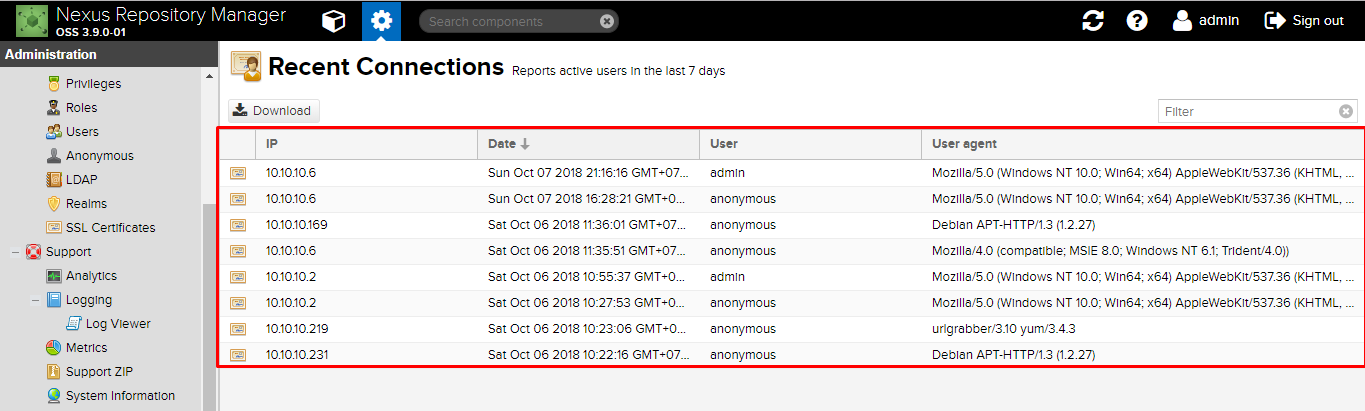 Nexus Repository Manager
OSS 3.9.0-01
Search components
admin
Sign out
Administration
Privileges
Roles
Users
Anonymous
LDAP
Realms
SSL Certificates
Support
Analytics
Logging
Log Viewer
Metrics
Support ZIP
System Information
Recent Connections Reports active users in the last 7 days
Download
Filter
IP Date User User agent
10.10.10.6 Sun Oct 07 2018 21:16:16 GMT+07... admin Mozilla/5.0 (Windows NT 10.0; Win64; x64) AppleWebKit/537.36 (KHTML, ...
10.10.10.6 Sun Oct 07 2018 16:28:21 GMT+0... anonymous Mozilla/5.0 (Windows NT 10.0; Win64; x64) AppleWebKit/537.36 (KHTML, ...
10.10.10.169 Sat Oct 06 2018 11:36:01 GMT+07... anonymous Debian APT-HTTP/1.3 (1.2.27)
10.10.10.6 Sat Oct 06 2018 11:35:51 GMT+07... anonymous Mozilla/4.0 (compatible; MSIE 8.0; Windows NT 6.1; Trident/4.0))
10.10.10.2 Sat Oct 06 2018 10:55:37 GMT+0... admin Mozilla/5.0 (Windows NT 10.0; Win64; x64) AppleWebKit/537.36 (KHTML, ...
10.10.10.2 Sat Oct 06 2018 10:27:53 GMT+0... anonymous Mozilla/5.0 (Windows NT 10.0; Win64; x64) AppleWebKit/537.36 (KHTML, ...
10.10.10.219 Sat Oct 06 2018 10:23:06 GMT+0... anonymous urlgrabber/3.10 yum/3.4.3
10.10.10.231 Sat Oct 06 2018 10:22:16 GMT+07... anonymous Debian APT-HTTP/1.3 (1.2.27)